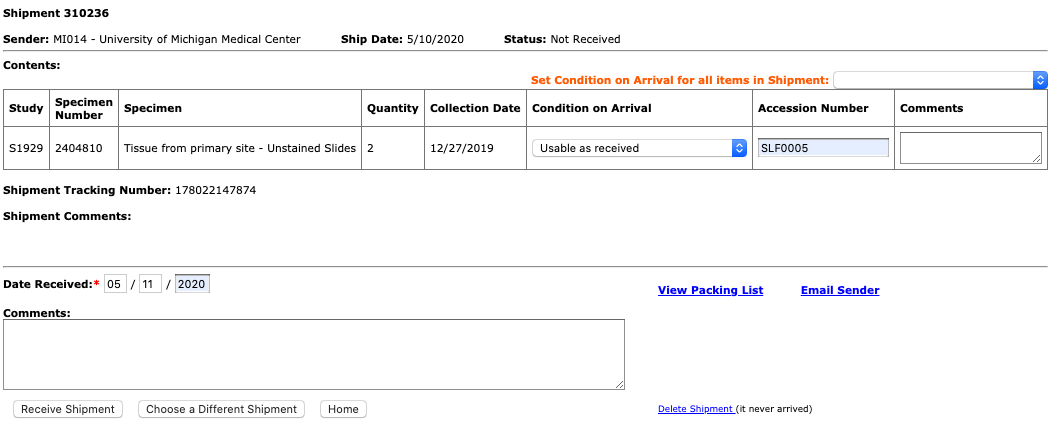 Shipment 310236
Sender: MI014 - University of Michigan Medical Center Ship Date: 5/10/2020 Status: Not Received
Contents:
Set Condition on Arrival for all items in Shipment:
Study Specimen Number Specimen Quantity Collection Date Condition on Arrival Accession Number Comments
S1929 2404810 Tissue from primary site - Unstained Slides 2 12/27/2019 Usable as received SLF0005
Shipment Tracking Number: 178022147874
Shipment Comments:
Date Received:* 05 / 11 / 2020
View Packing List Email Sender
Comments:
Receive Shipment Choose a Different Shipment Home Delete Shipment (it never arrived)